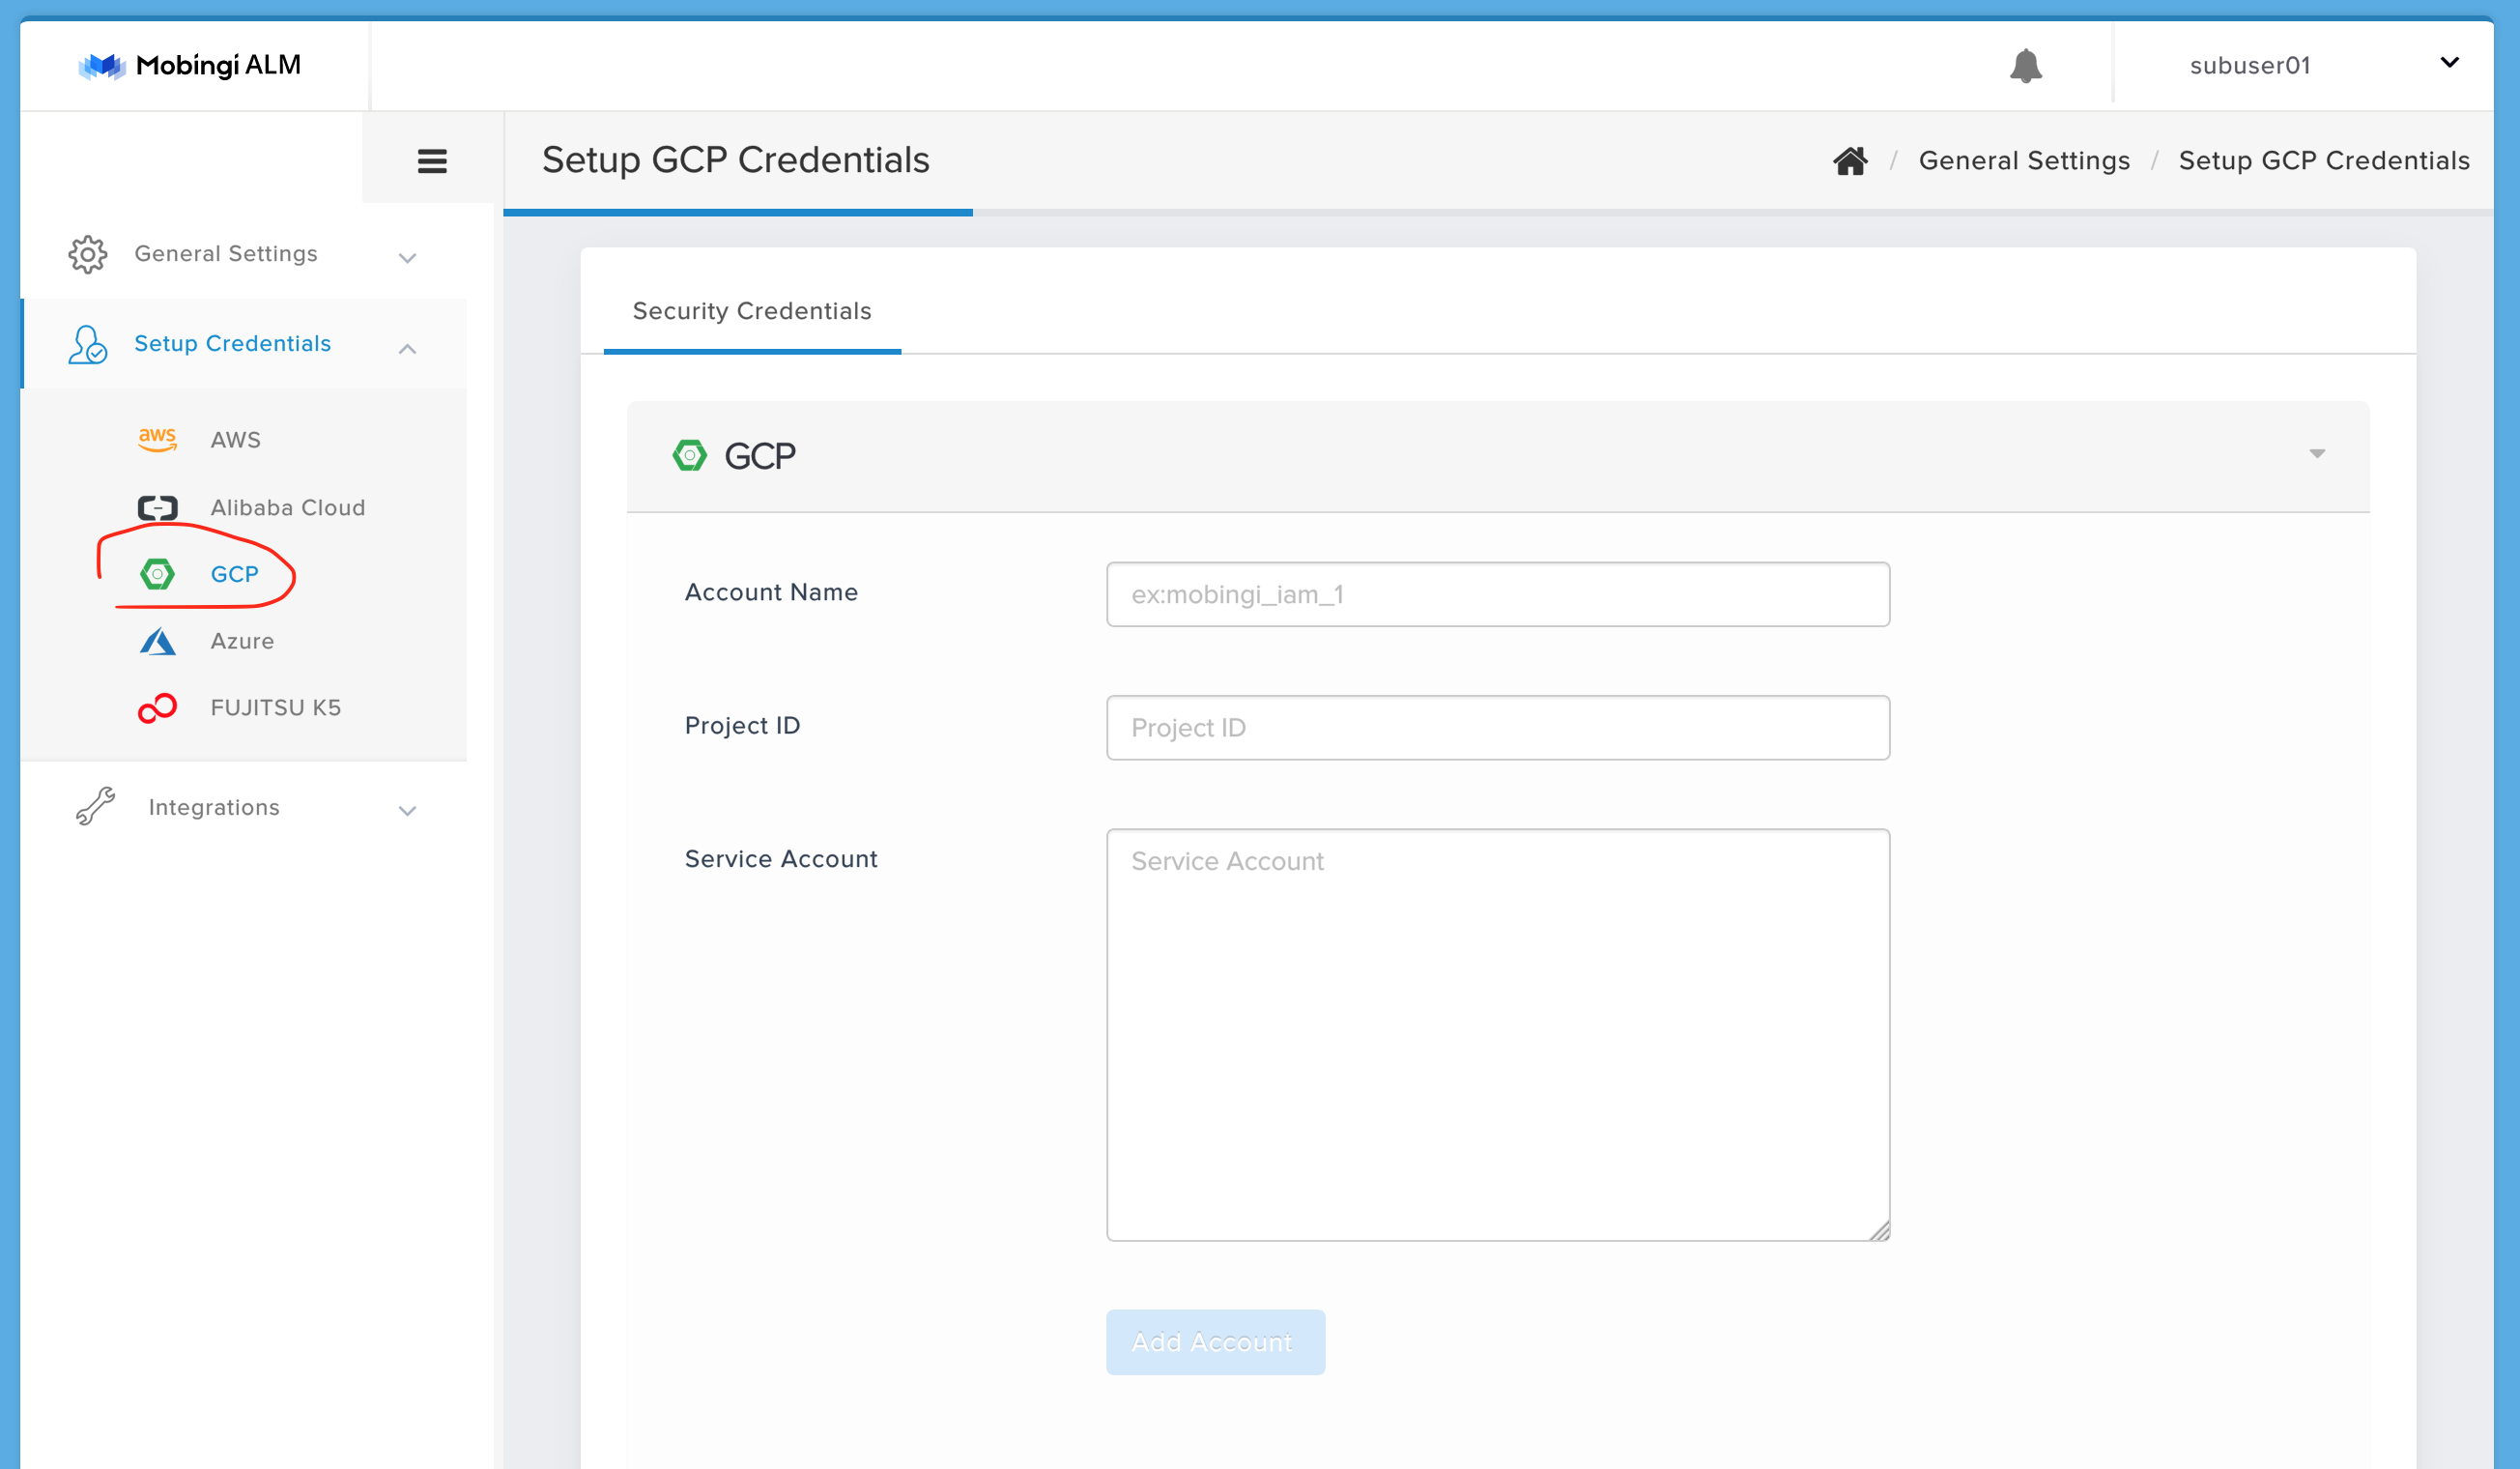 Mobingi ALM
subuser01
Setup GCP Credentials
/ General Settings / Setup GCP Credentials
General Settings
Setup Credentials
aws AWS
Alibaba Cloud
GCP
Azure
FUJITSU K5
Integrations
Security Credentials
GCP
Account Name
ex:mobingi_iam_1
Project ID
Project ID
Service Account
Service Account
Add Account